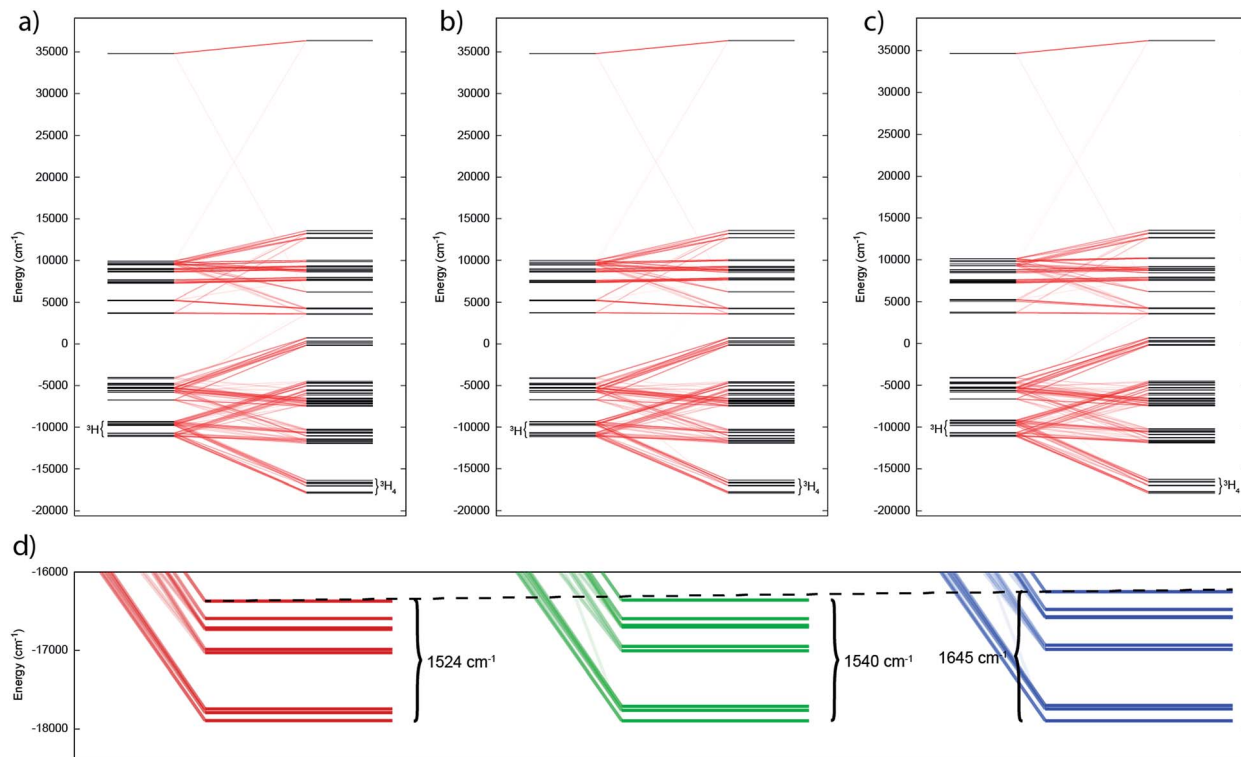 a)
b)
c)
35000
30000
25000
20000
15000
10000
5000
0
-5000
-10000
-15000
-20000
Energy (cm⁻¹)
³H{
}³H₄
35000
30000
25000
20000
15000
10000
5000
0
-5000
-10000
-15000
-20000
Energy (cm⁻¹)
³H{
}³H₄
35000
30000
25000
20000
15000
10000
5000
0
-5000
-10000
-15000
-20000
Energy (cm⁻¹)
³H{
}³H₄
d)
-16000
-17000
-18000
Energy (cm⁻¹)
1524 cm⁻¹
1540 cm⁻¹
1645 cm⁻¹